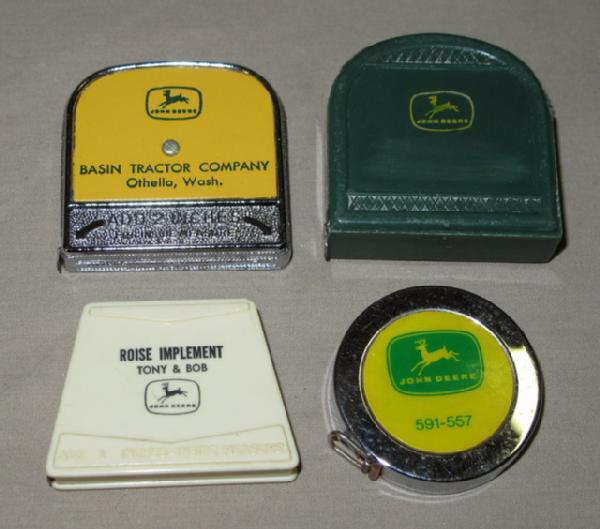 JOHN DEERE
BASIN TRACTOR COMPANY
Othello, Wash.
ADD 2 INCHES
JOHN DEERE
ROISE IMPLEMENT
TONY & BOB
JOHN DEERE
JOHN DEERE
591-557